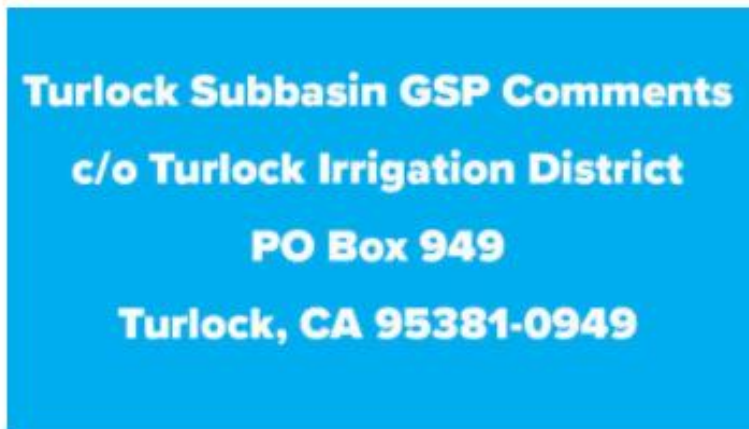 Turlock Subbasin GSP Comments
c/o Turlock Irrigation District
PO Box 949
Turlock, CA 95381-0949